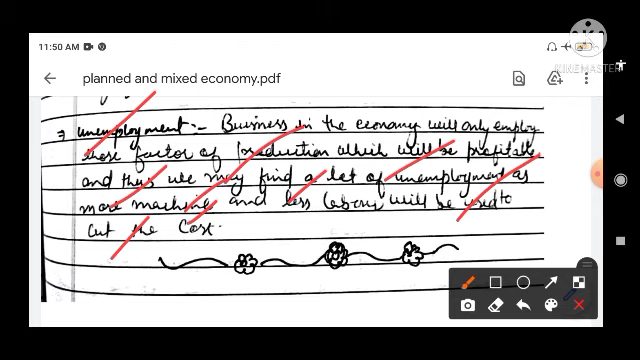 11:50 AM
KINEMASTER
planned and mixed economy.pdf
⇒ Unemployment:- Business in the economy will only employ
those factor of production which will be profitable
and thus we may find a lot of unemployment as
more machine and less labour will be used to
cut the cost.